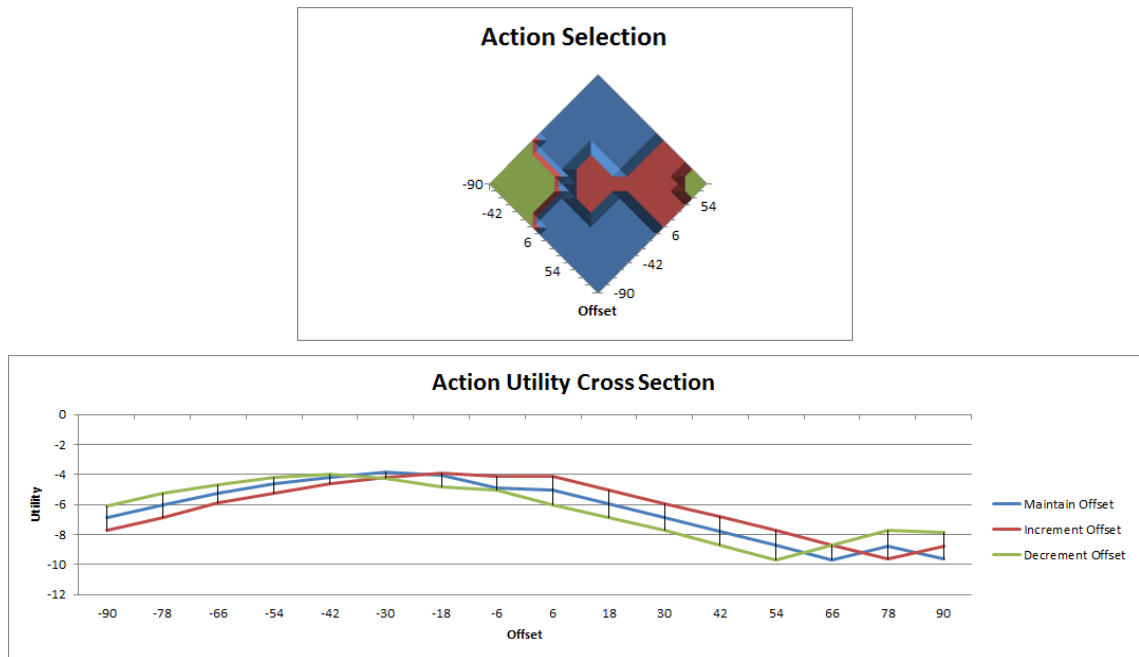 Action Selection
-90
-42
6
54
-90
-42
6
54
Offset
Action Utility Cross Section
0
-2
-4
-6
-8
-10
-12
Utility
-90 -78 -66 -54 -42 -30 -18 -6 6 18 30 42 54 66 78 90
Offset
Maintain Offset
Increment Offset
Decrement Offset